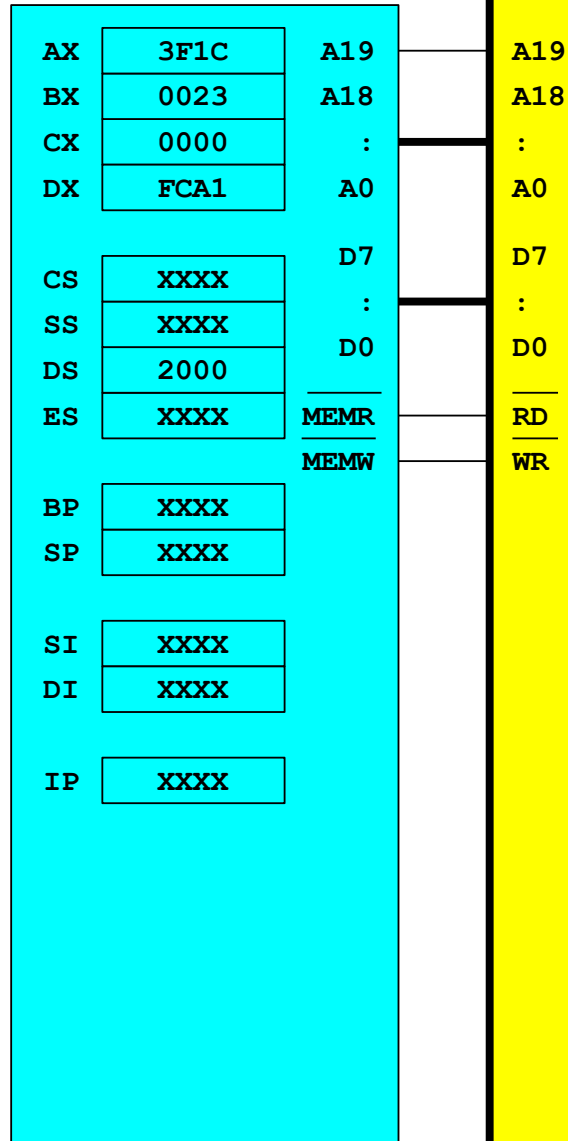 AX 3F1C A19 A19
BX 0023 A18 A18
CX 0000 : :
DX FCA1 A0 A0
D7 D7
CS XXXX
: :
SS XXXX
D0 D0
DS 2000
ES XXXX MEMR RD
MEMW WR
BP XXXX
SP XXXX
SI XXXX
DI XXXX
IP XXXX